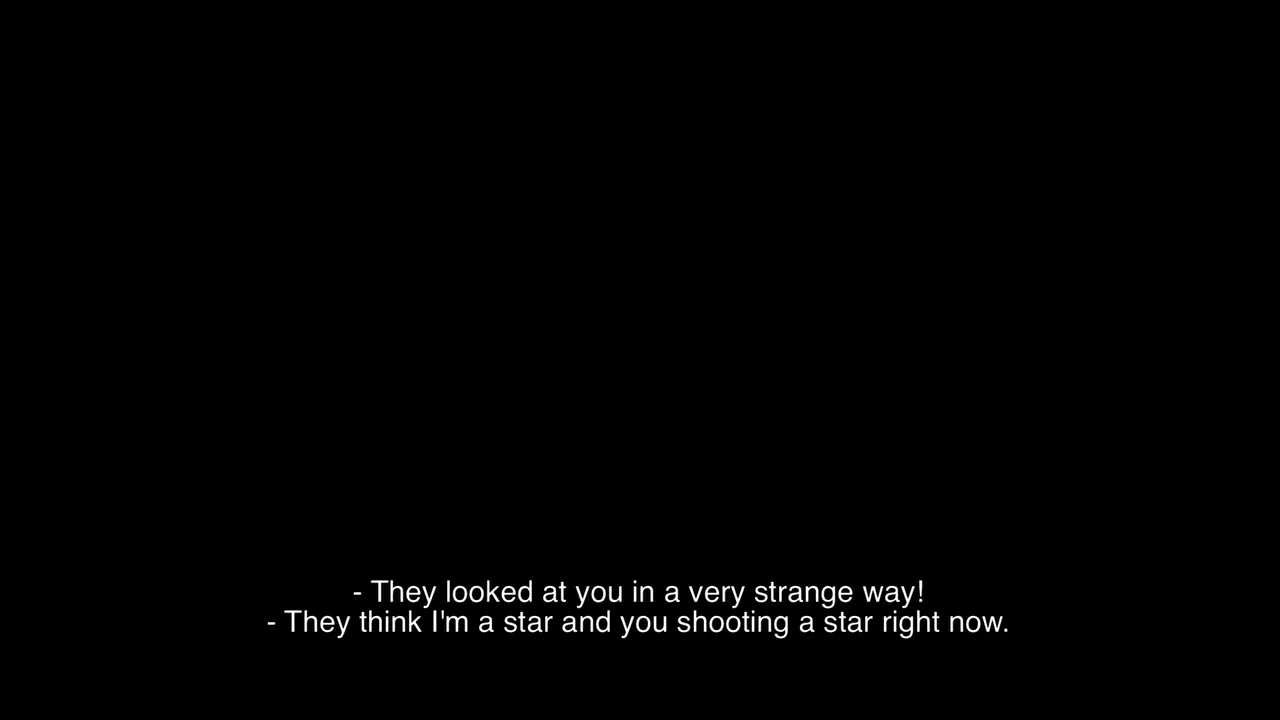 - They looked at you in a very strange way!
- They think I'm a star and you shooting a star right now.